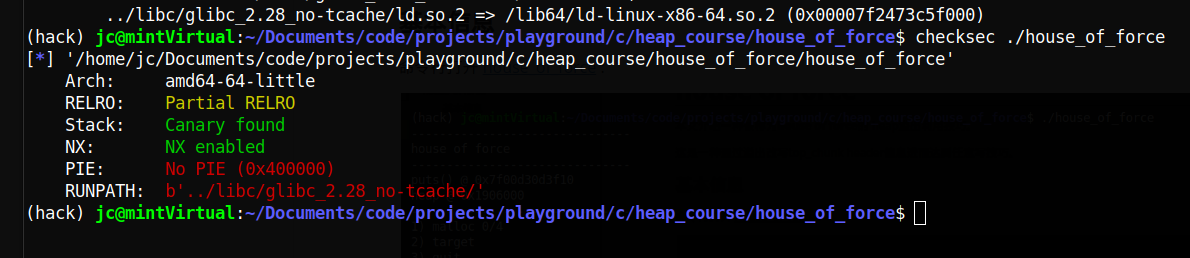 ../libc/glibc_2.28_no-tcache/ld.so.2 => /lib64/ld-linux-x86-64.so.2 (0x00007f2473c5f000)
(hack) jc@mintVirtual:~/Documents/code/projects/playground/c/heap_course/house_of_force$ checksec ./house_of_force
[*] '/home/jc/Documents/code/projects/playground/c/heap_course/house_of_force/house_of_force'
Arch: amd64-64-little
RELRO: Partial RELRO
Stack: Canary found
NX: NX enabled
PIE: No PIE (0x400000)
RUNPATH: b'../libc/glibc_2.28_no-tcache/'
(hack) jc@mintVirtual:~/Documents/code/projects/playground/c/heap_course/house_of_force$